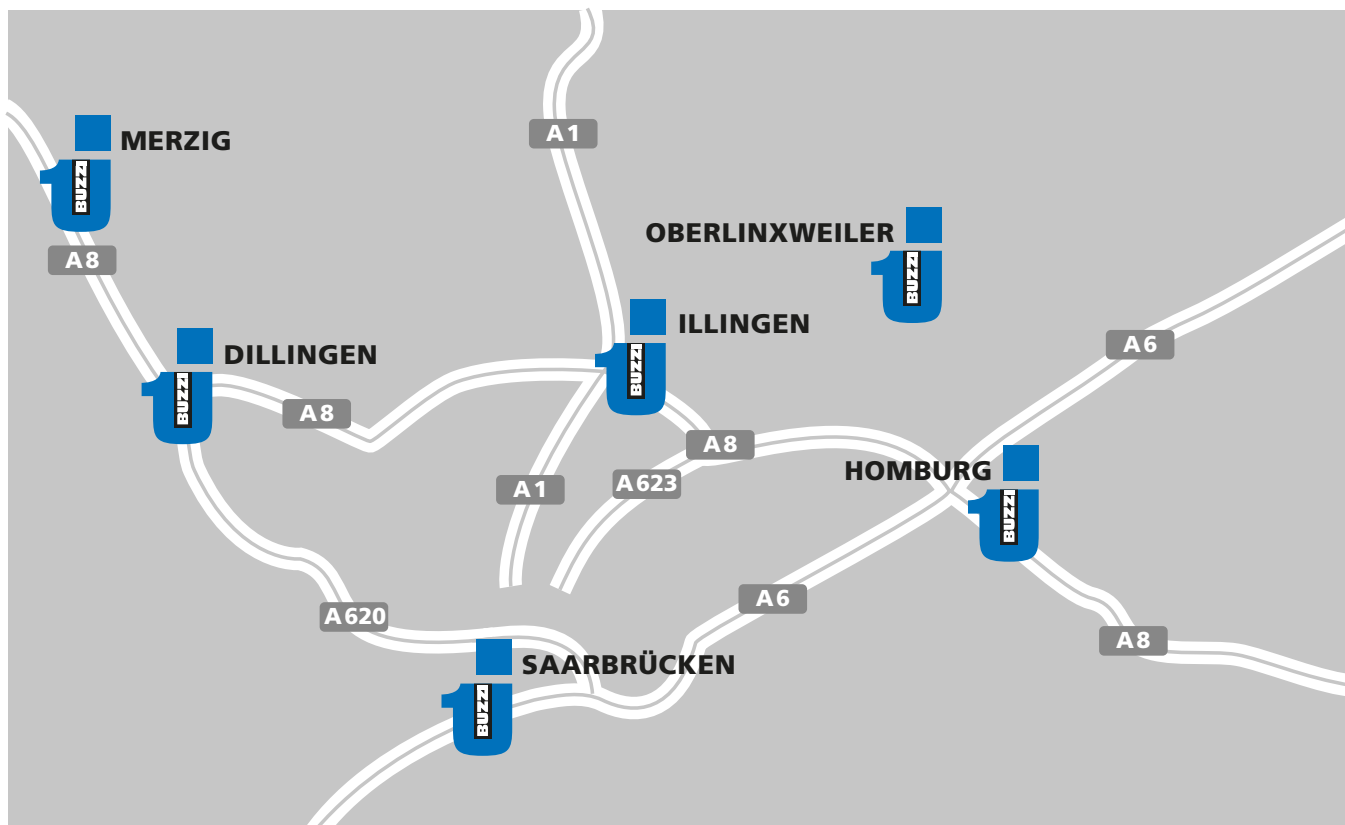 A1
MERZIG
BUZZI
OBERLINXWEILER
A8
BUZZI
ILLINGEN
DILLINGEN
A6
BUZZI
BUZZI
A8
A8
HOMBURG
A623
A1
BUZZI
A6
A620
A8
SAARBRÜCKEN
BUZZI